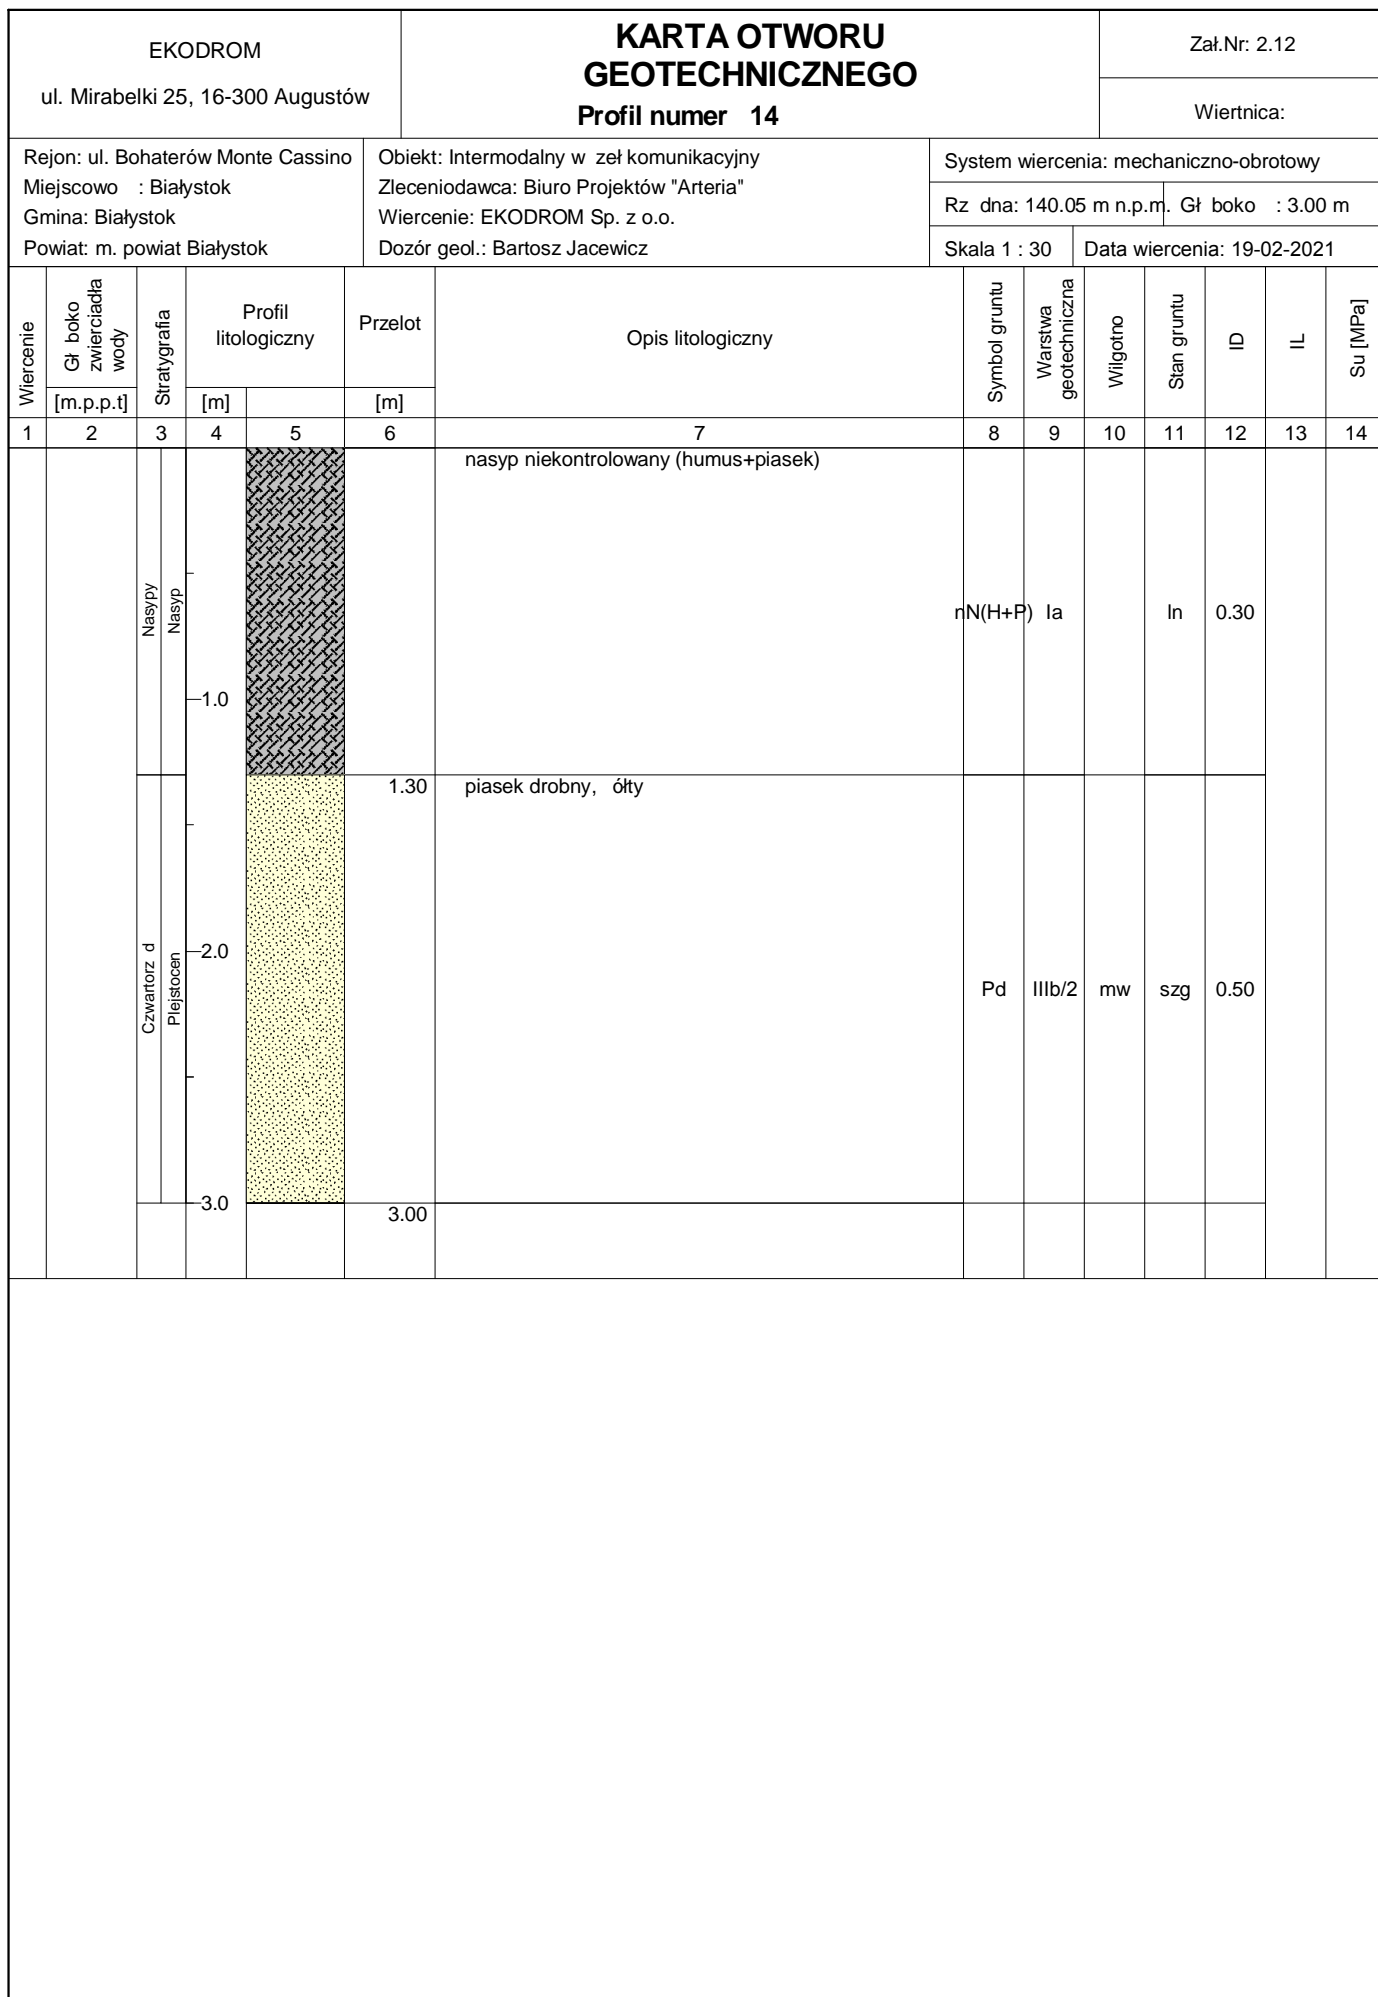 EKODROM
ul. Mirabelki 25, 16-300 Augustów
KARTA OTWORU
GEOTECHNICZNEGO
Profil numer 14
Zał.Nr: 2.12
Wiertnica:
Rejon: ul. Bohaterów Monte Cassino
Miejscowo : Białystok
Gmina: Białystok
Powiat: m. powiat Białystok
Obiekt: Intermodalny w zeł komunikacyjny
Zleceniodawca: Biuro Projektów "Arteria"
Wiercenie: EKODROM Sp. z o.o.
Dozór geol.: Bartosz Jacewicz
System wiercenia: mechaniczno-obrotowy
Rz dna: 140.05 m n.p.m. Gł boko : 3.00 m
Skala 1 : 30 Data wiercenia: 19-02-2021
Wiercenie
Gł boko
zwierciadła
wody
[m.p.p.t]
Stratygrafia
Profil
litologiczny
[m]
Przelot
[m]
Opis litologiczny
Symbol gruntu
Warstwa
geotechniczna
Wilgotno
Stan gruntu
ID
IL
Su [MPa]
1 2 3 4 5 6 7 8 9 10 11 12 13 14
nasyp niekontrolowany (humus+piasek)
Nasypy
Nasyp
nN(H+P) Ia ln 0.30
1.0
1.30 piasek drobny, ółty
Czwartorz d
Plejstocen
2.0
Pd IIIb/2 mw szg 0.50
3.0
3.00